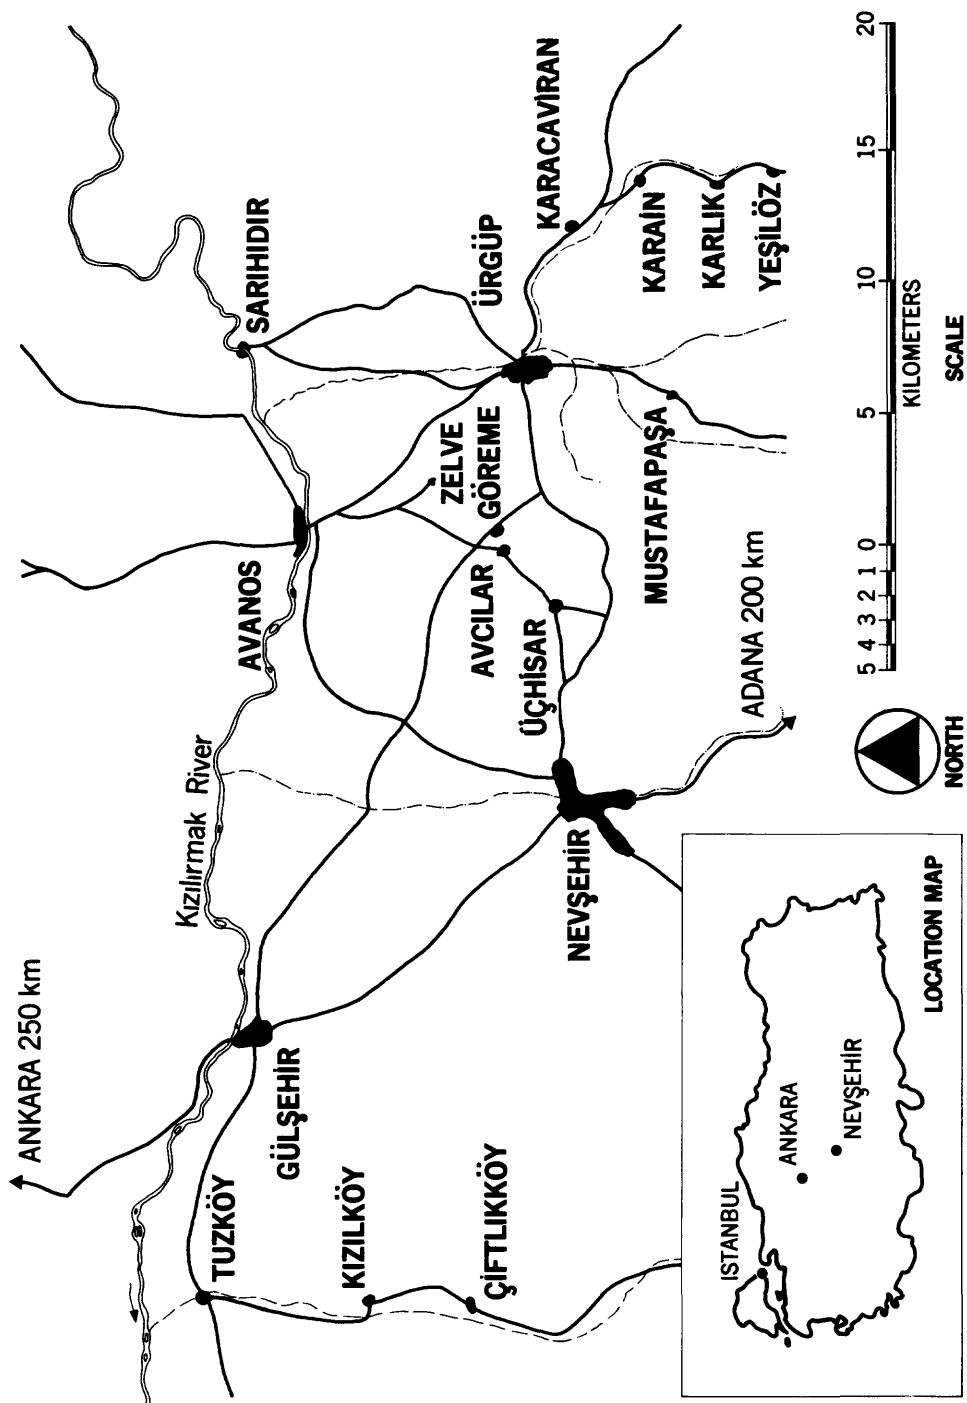 ANKARA 250 km
Kızılırmak River
SARIHIDIR
AVANOS
GÜLŞEHİR
TUZKÖY
KIZILKÖY
ÇİFTLIKKÖY
ZELVE
GÖREME
ÜRGÜP
KARACAVİRAN
AVCILAR
ÜÇHİSAR
NEVŞEHİR
KARAİN
KARLIK
YEŞİLÖZ
MUSTAFAPAŞA
ADANA 200 km
ISTANBUL
ANKARA
NEVŞEHİR
LOCATION MAP
NORTH
5 4 3 2 1 0 5 10 15 20
KILOMETERS
SCALE